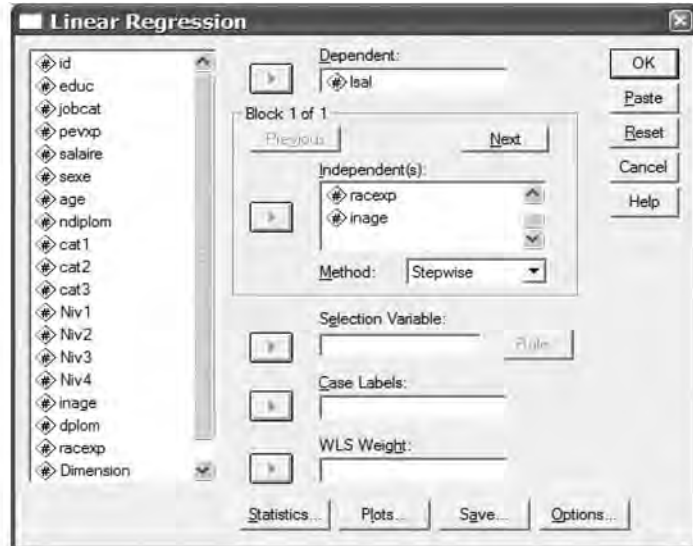 Linear Regression
id
educ
jobcat
pevxp
salaire
sexe
age
ndiplom
cat1
cat2
cat3
Niv1
Niv2
Niv3
Niv4
inage
dplom
racexp
Dimension
Dependent:
lsal
Block 1 of 1
Previous
Next
Independent(s):
racexp
inage
Method: Stepwise
Selection Variable:
Rule...
Case Labels:
WLS Weight:
Statistics... Plots... Save... Options...
OK
Paste
Reset
Cancel
Help